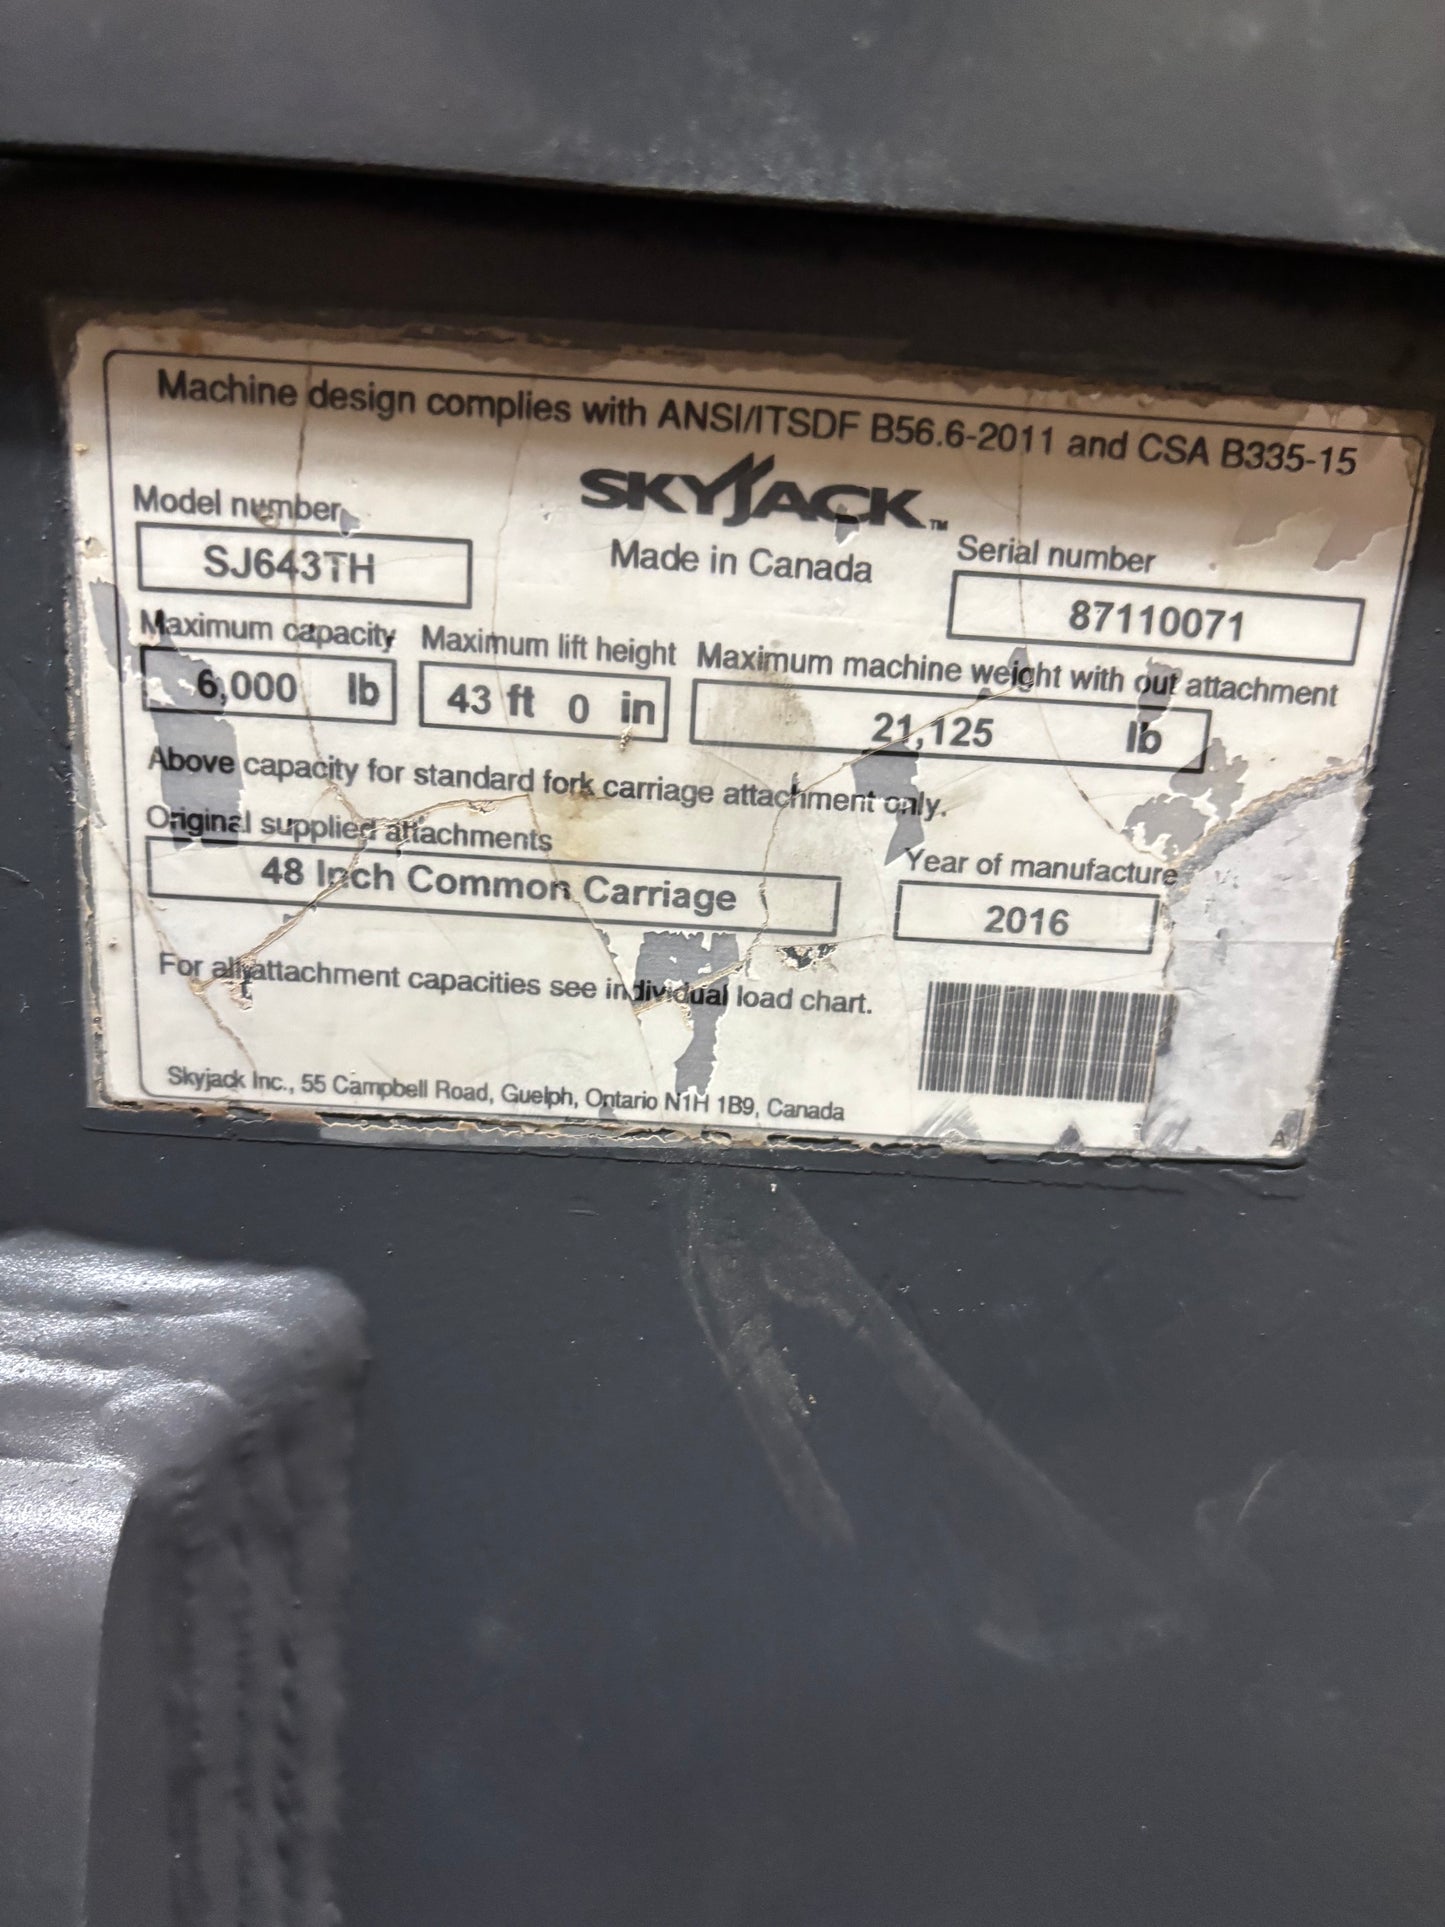 Machine design complies with ANSI/ITSDF B56.6-2011 and CSA B335-15
SKYJACK™
Made in Canada
Model number
SJ643TH
Serial number
87110071
Maximum capacity
6,000 lb
Maximum lift height
43 ft 0 in
Maximum machine weight with out attachment
21,125 lb
Above capacity for standard fork carriage attachment only.
Original supplied attachments
48 Inch Common Carriage
Year of manufacture
2016
For all attachment capacities see individual load chart.
Skyjack Inc., 55 Campbell Road, Guelph, Ontario N1H 1B9, Canada
A